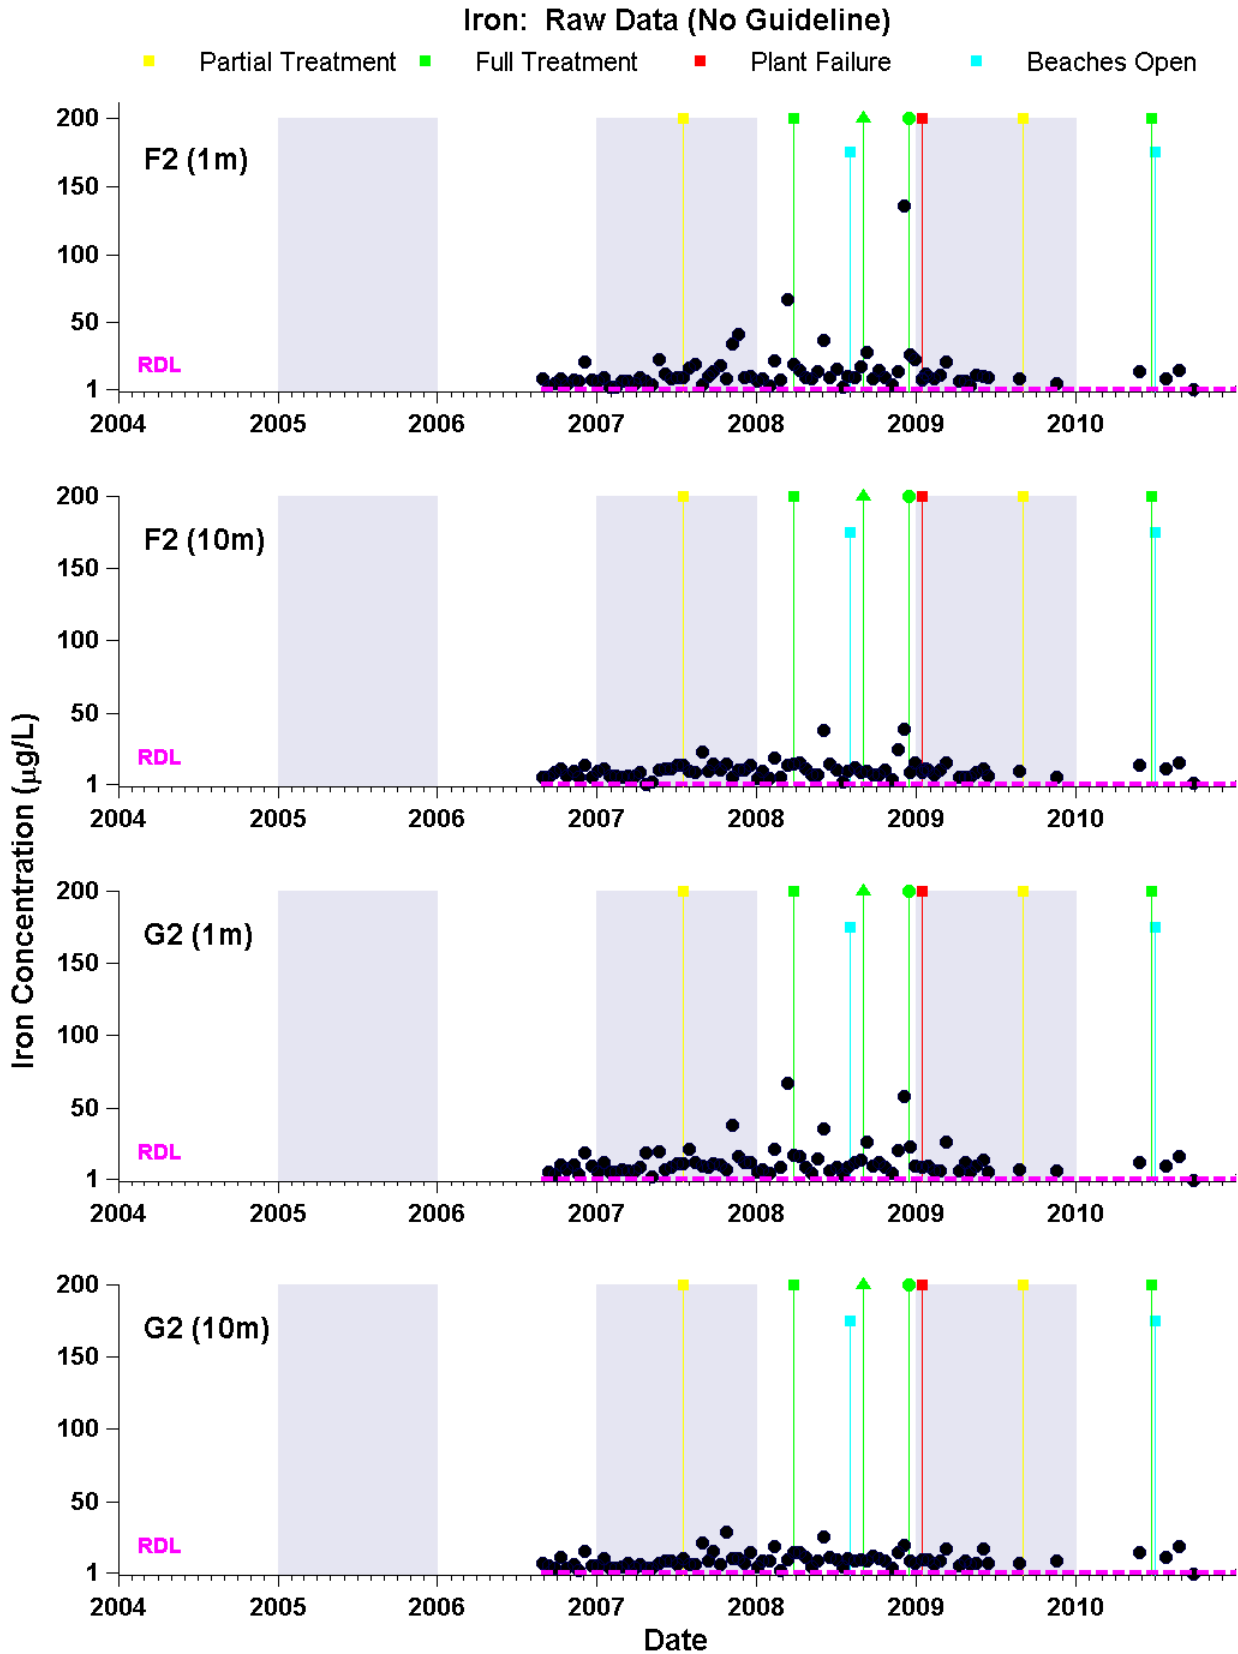 Iron:  Raw Data (No Guideline)
Partial Treatment Full Treatment Plant Failure Beaches Open
Iron Concentration (μg/L)
F2 (1m)
200
150
100
50
1
RDL
2004 2005 2006 2007 2008 2009 2010
F2 (10m)
200
150
100
50
1
RDL
2004 2005 2006 2007 2008 2009 2010
G2 (1m)
200
150
100
50
1
RDL
2004 2005 2006 2007 2008 2009 2010
G2 (10m)
200
150
100
50
1
RDL
2004 2005 2006 2007 2008 2009 2010
Date